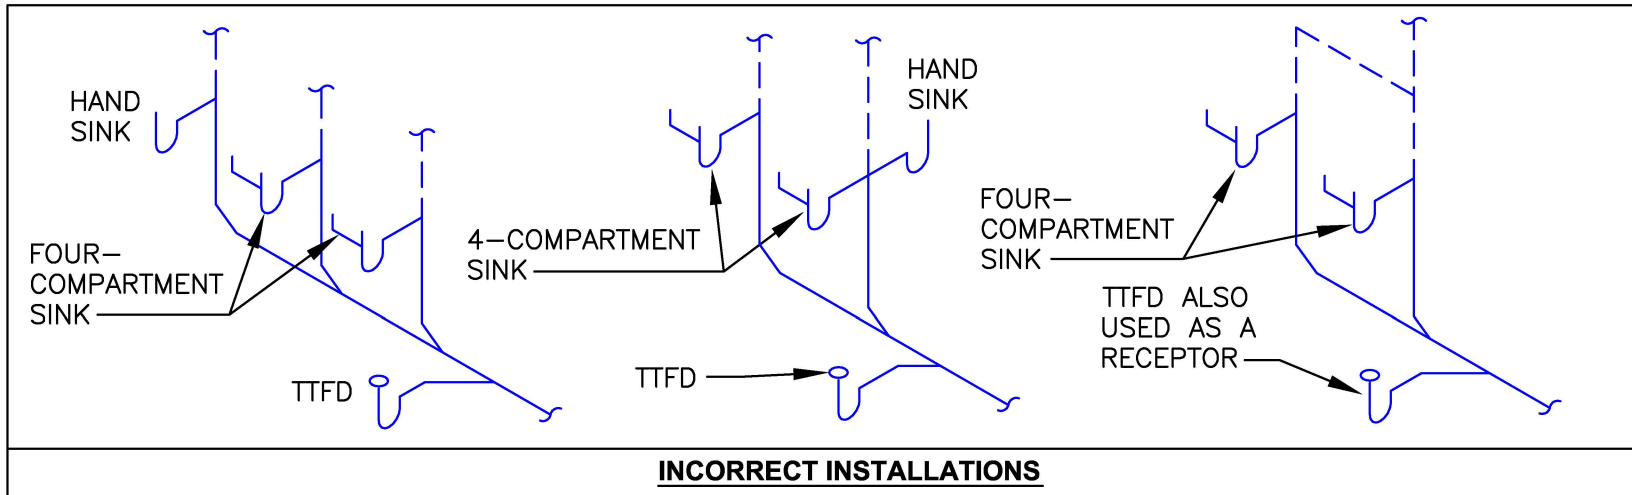 HAND
SINK
FOUR-
COMPARTMENT
SINK
TTFD
HAND
SINK
4-COMPARTMENT
SINK
TTFD
FOUR-
COMPARTMENT
SINK
TTFD ALSO
USED AS A
RECEPTOR
INCORRECT INSTALLATIONS